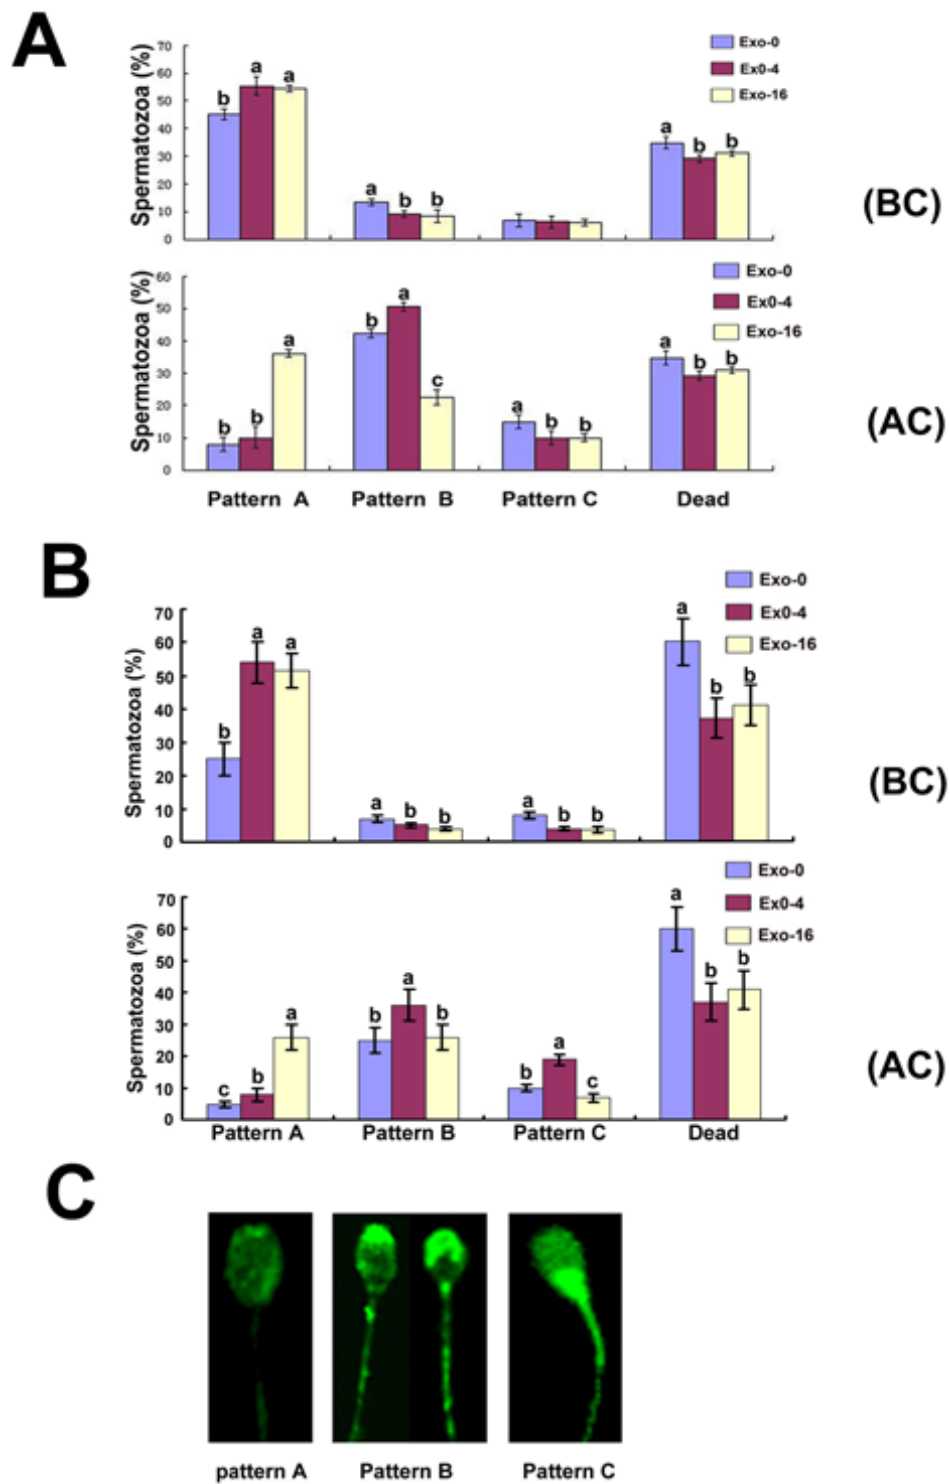 A
Spermatozoa (%)
70
60
50
40
30
20
10
0
b
a
a
a
b
b
a
b
b
Exo-0
Ex0-4
Exo-16
(BC)
Spermatozoa (%)
60
50
40
30
20
10
0
b
b
a
b
a
c
a
b
b
a
b
b
Exo-0
Ex0-4
Exo-16
(AC)
Pattern A
Pattern B
Pattern C
Dead
B
Spermatozoa (%)
70
60
50
40
30
20
10
0
b
a
a
a
b
b
a
b
b
a
b
b
Exo-0
Ex0-4
Exo-16
(BC)
Spermatozoa (%)
70
60
50
40
30
20
10
0
c
b
a
b
a
b
b
a
c
a
b
b
Exo-0
Ex0-4
Exo-16
(AC)
Pattern A
Pattern B
Pattern C
Dead
C
pattern A
Pattern B
Pattern C